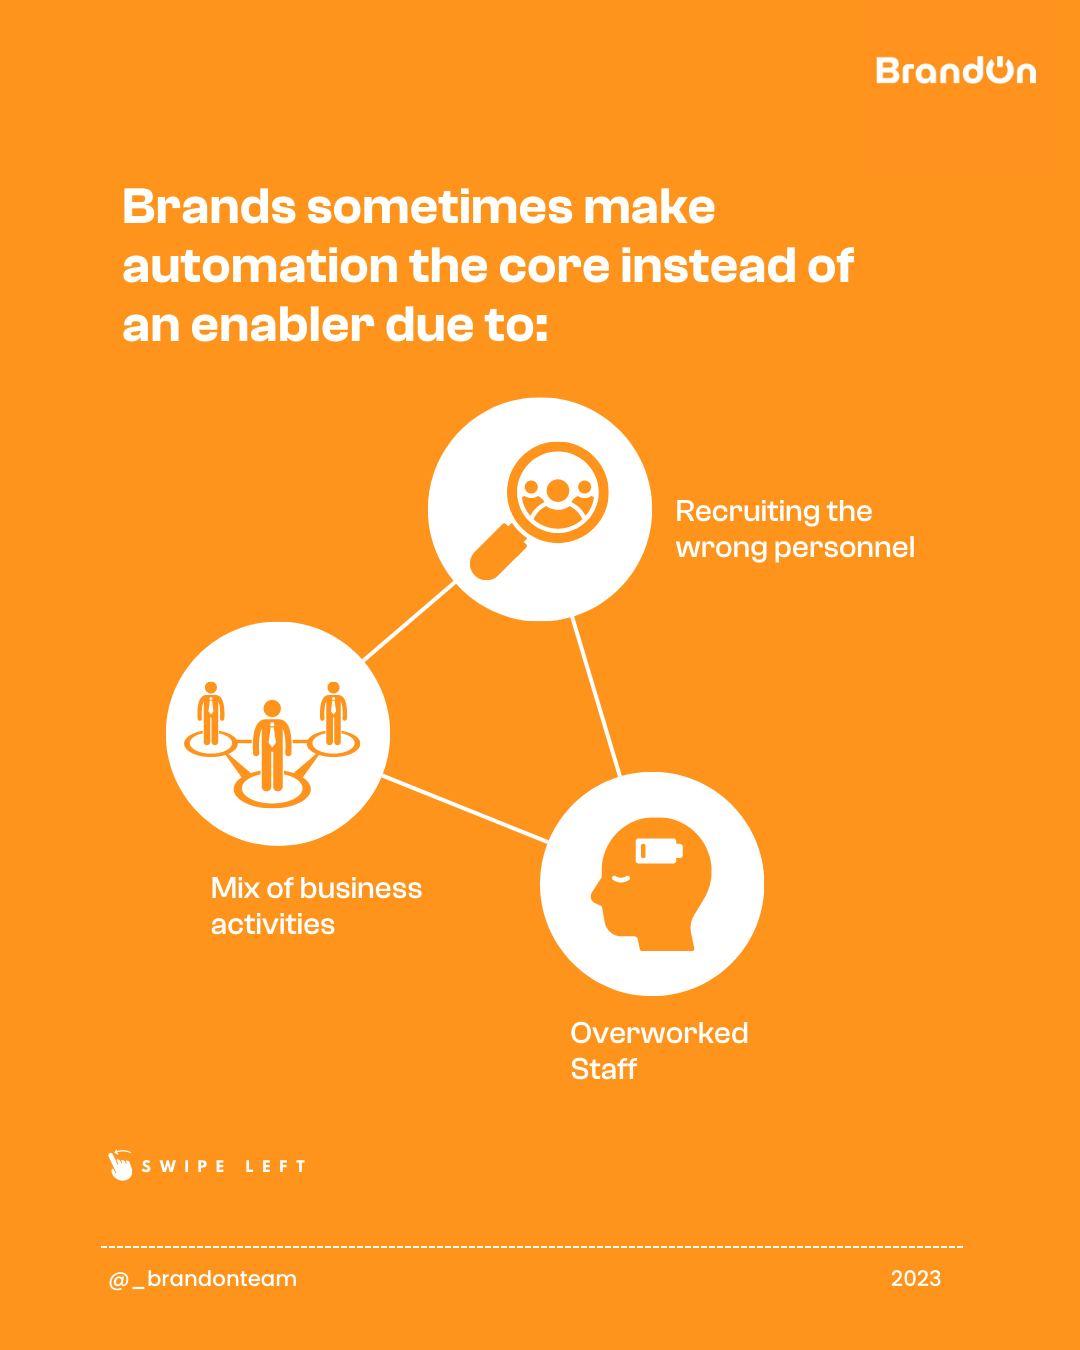 BrandOn
Brands sometimes make
automation the core instead of
an enabler due to:
Recruiting the
wrong personnel
Mix of business
activities
Overworked
Staff
SWIPE LEFT
@_brandonteam
2023